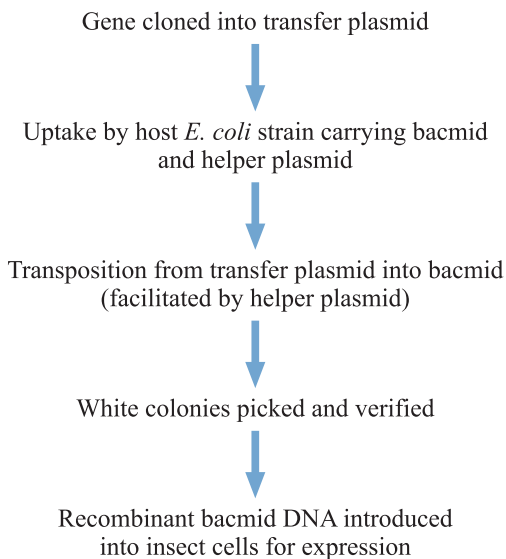 Gene cloned into transfer plasmid
Uptake by host E. coli strain carrying bacmid
and helper plasmid
Transposition from transfer plasmid into bacmid
(facilitated by helper plasmid)
White colonies picked and verified
Recombinant bacmid DNA introduced
into insect cells for expression